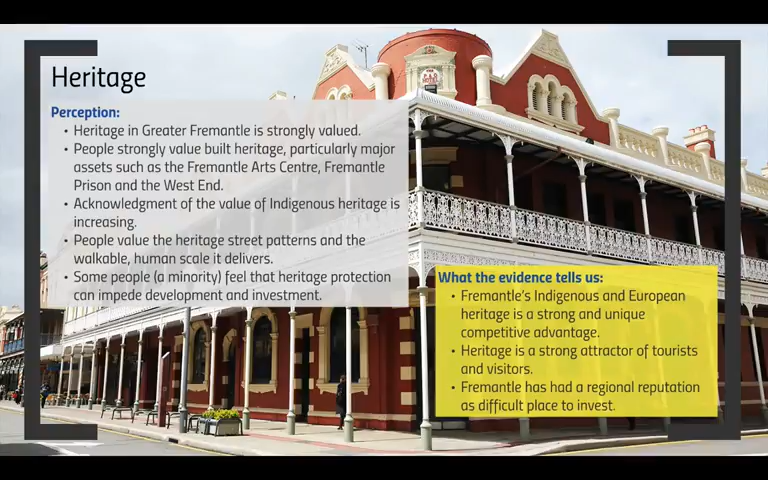 Heritage
Perception:
• Heritage in Greater Fremantle is strongly valued.
• People strongly value built heritage, particularly major
assets such as the Fremantle Arts Centre, Fremantle
Prison and the West End.
• Acknowledgment of the value of Indigenous heritage is
increasing.
• People value the heritage street patterns and the
walkable, human scale it delivers.
• Some people (a minority) feel that heritage protection
can impede development and investment.
What the evidence tells us:
• Fremantle's Indigenous and European
heritage is a strong and unique
competitive advantage.
• Heritage is a strong attractor of tourists
and visitors.
• Fremantle has had a regional reputation
as difficult place to invest.
THE
P&O
HOTEL